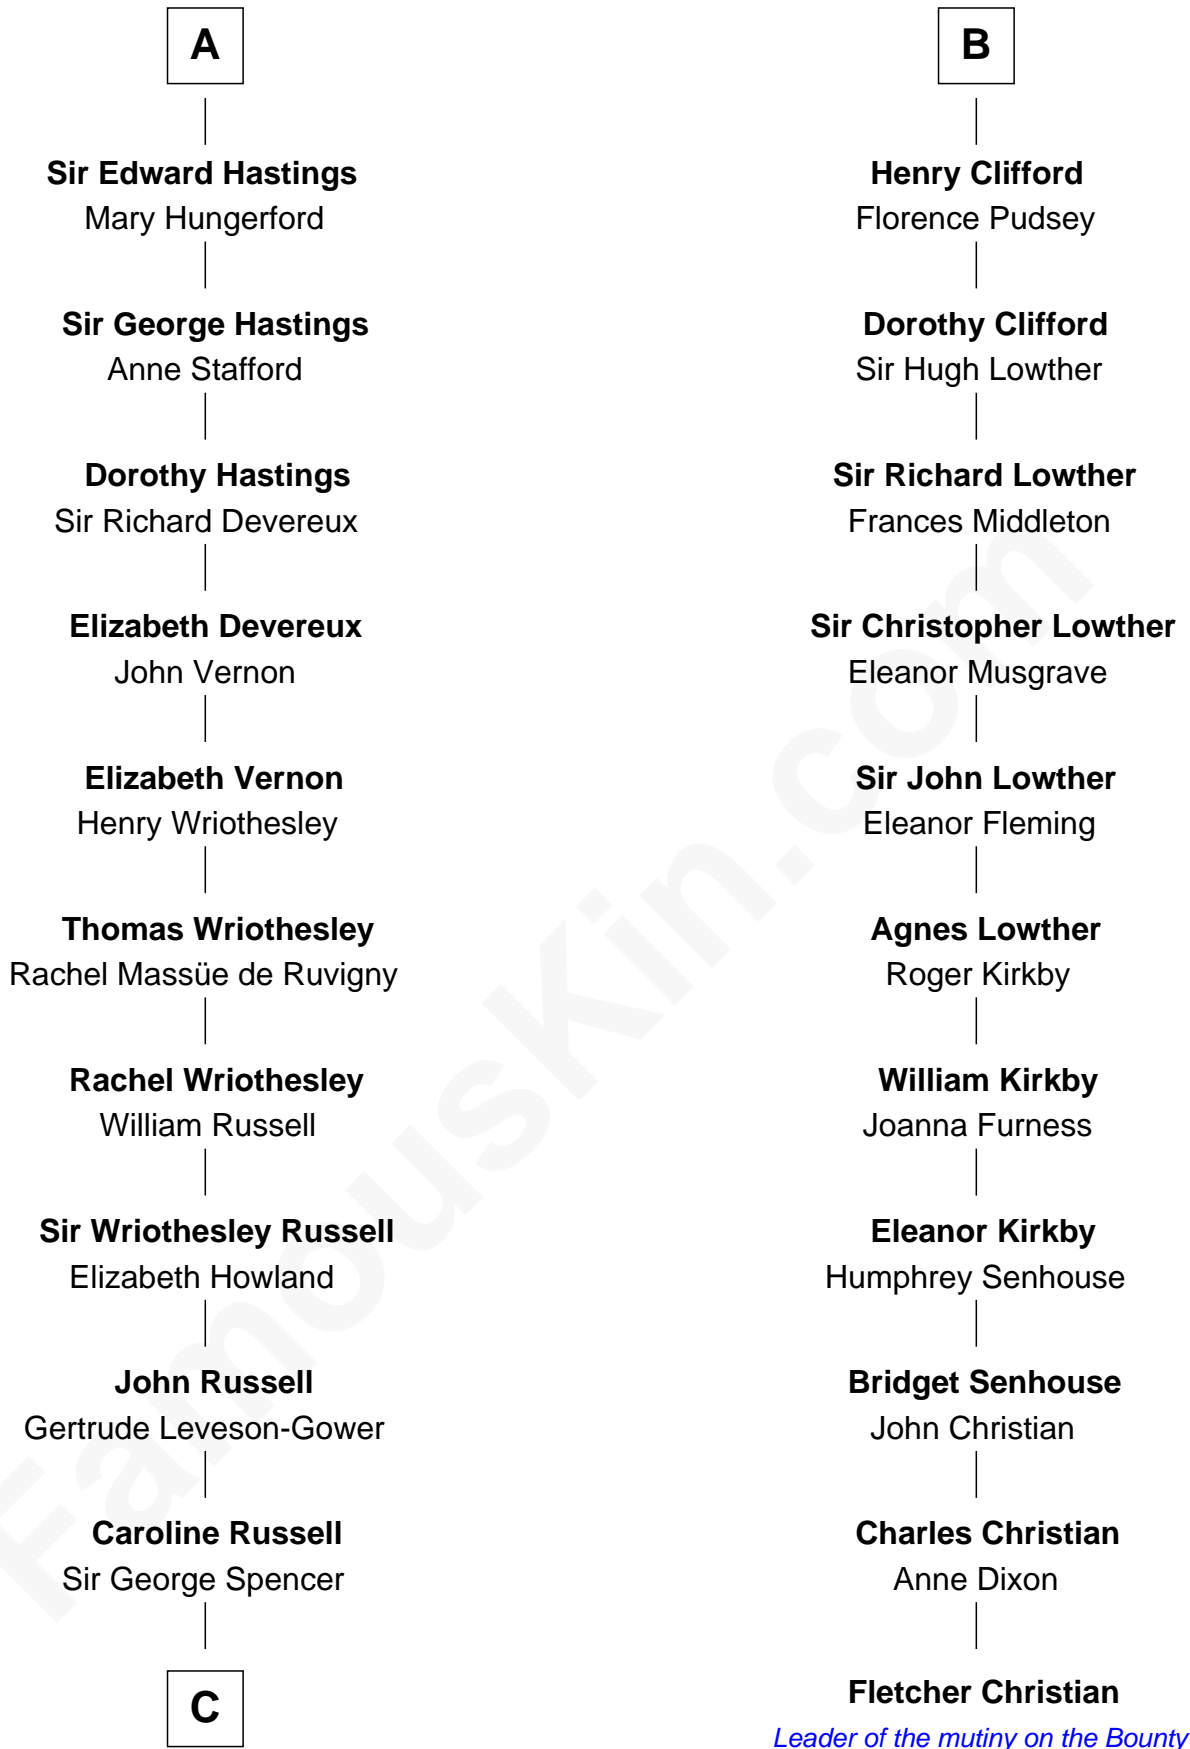 A
Sir Edward Hastings
Mary Hungerford
Sir George Hastings
Anne Stafford
Dorothy Hastings
Sir Richard Devereux
Elizabeth Devereux
John Vernon
Elizabeth Vernon
Henry Wriothesley
Thomas Wriothesley
Rachel Massüe de Ruvigny
Rachel Wriothesley
William Russell
Sir Wriothesley Russell
Elizabeth Howland
John Russell
Gertrude Leveson-Gower
Caroline Russell
Sir George Spencer
C
B
Henry Clifford
Florence Pudsey
Dorothy Clifford
Sir Hugh Lowther
Sir Richard Lowther
Frances Middleton
Sir Christopher Lowther
Eleanor Musgrave
Sir John Lowther
Eleanor Fleming
Agnes Lowther
Roger Kirkby
William Kirkby
Joanna Furness
Eleanor Kirkby
Humphrey Senhouse
Bridget Senhouse
John Christian
Charles Christian
Anne Dixon
Fletcher Christian
Leader of the mutiny on the Bounty
FamousKin.com